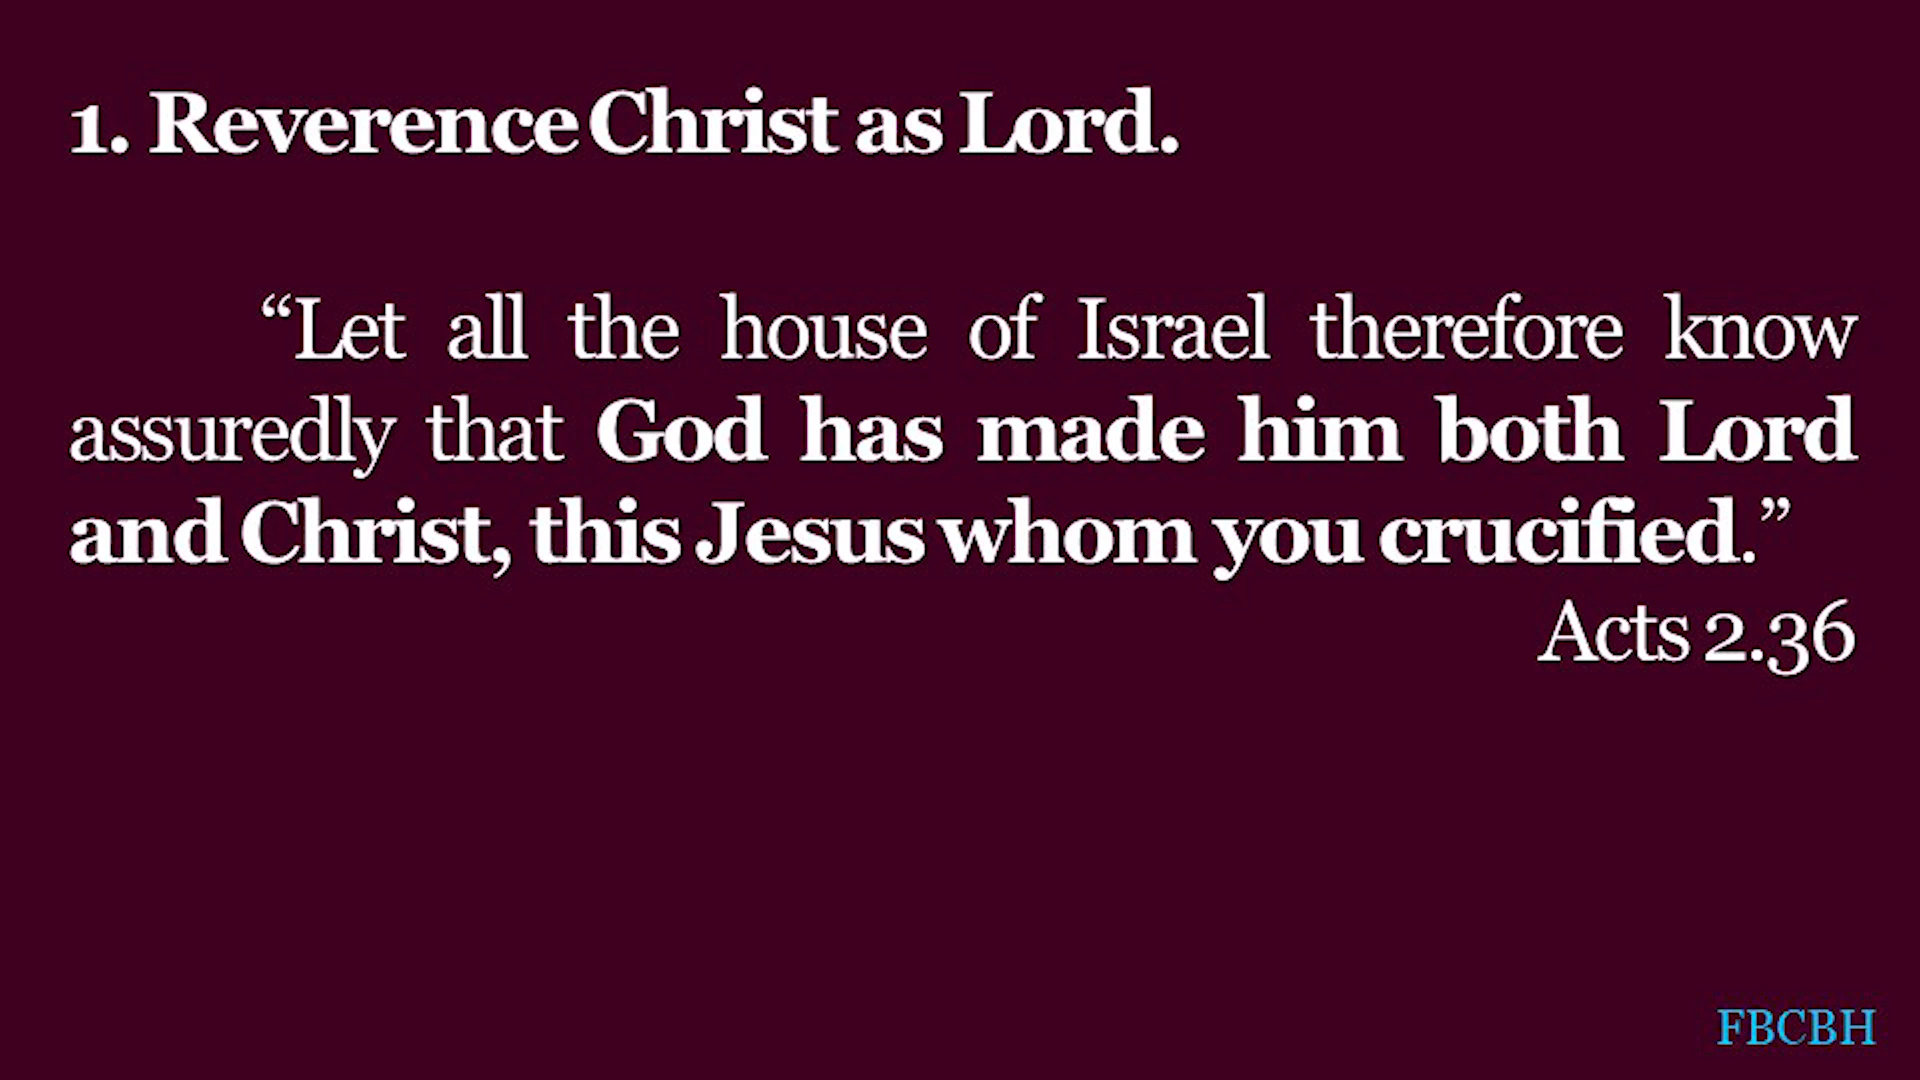 1. Reverence Christ as Lord.
“Let all the house of Israel therefore know
assuredly that God has made him both Lord
and Christ, this Jesus whom you crucified.”
Acts 2.36
FBCBH